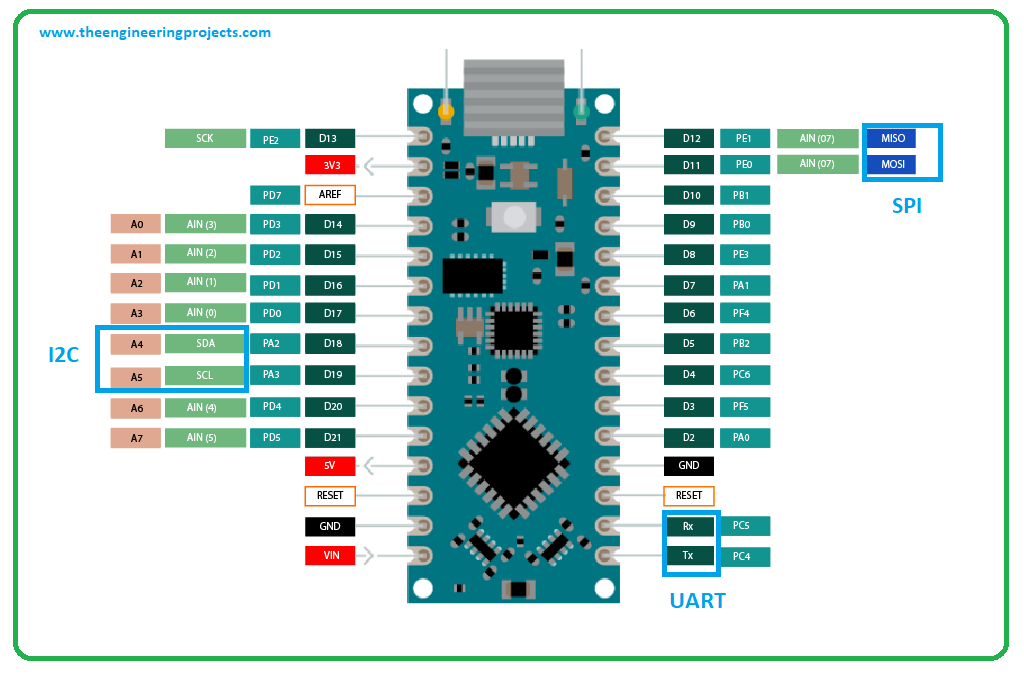 www.theengineeringprojects.com
SCK PE2 D13 D12 PE1 AIN (07) MISO
3V3 D11 PE0 AIN (07) MOSI
PD7 AREF D10 PB1
SPI
A0 AIN (3) PD3 D14 D9 PB0
A1 AIN (2) PD2 D15 D8 PE3
A2 AIN (1) PD1 D16 D7 PA1
A3 AIN (0) PD0 D17 D6 PF4
I2C
A4 SDA PA2 D18 D5 PB2
A5 SCL PA3 D19 D4 PC6
A6 AIN (4) PD4 D20 D3 PF5
A7 AIN (5) PD5 D21 D2 PA0
5V GND
RESET RESET
GND Rx PC5
VIN Tx PC4
UART